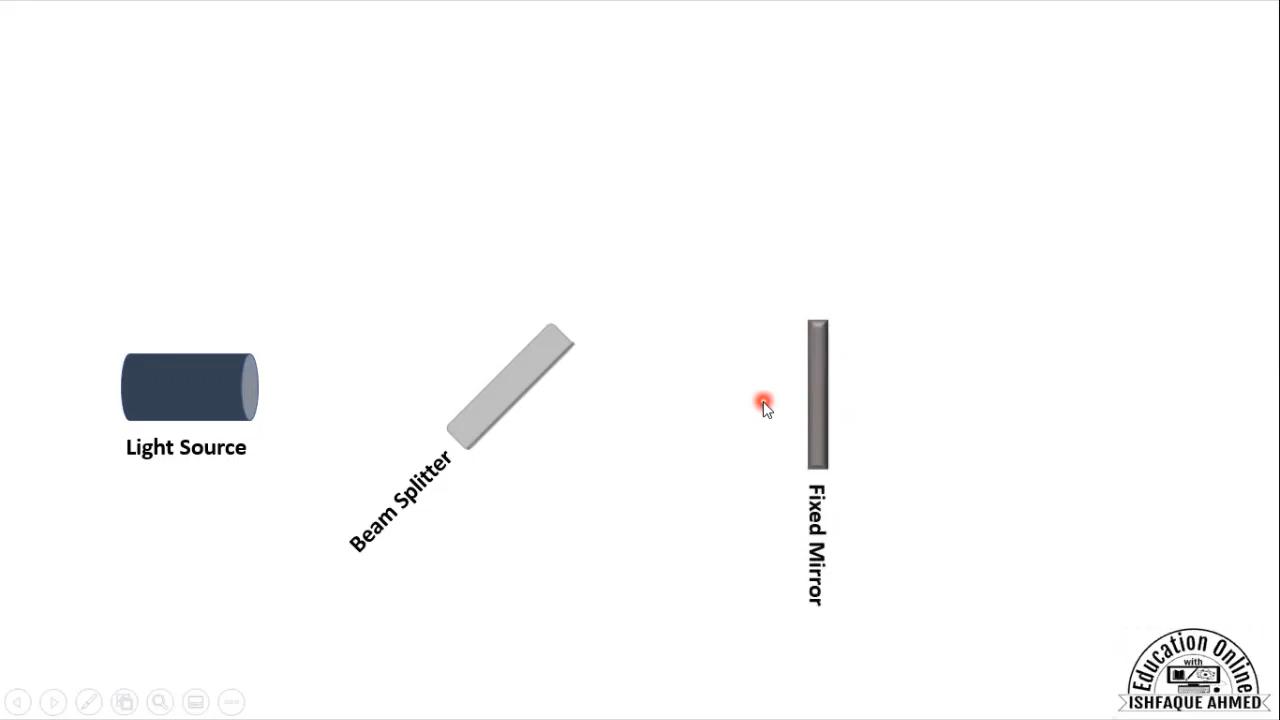 Light Source
Beam Splitter
Fixed Mirror
Education Online
with
ISHFAQUE AHMED